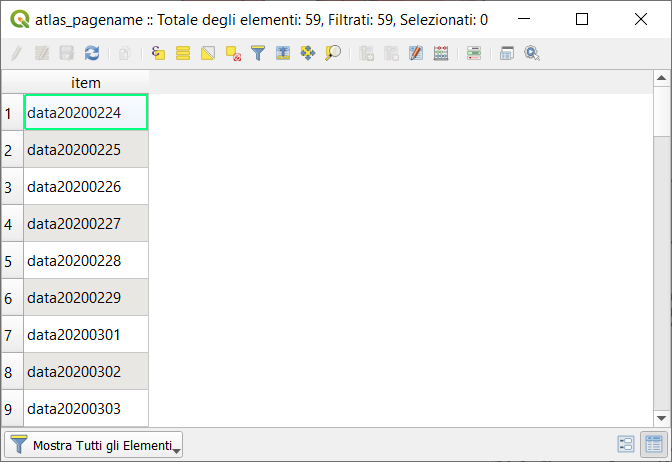 atlas_pagename :: Totale degli elementi: 59, Filtrati: 59, Selezionati: 0
item
1 data20200224
2 data20200225
3 data20200226
4 data20200227
5 data20200228
6 data20200229
7 data20200301
8 data20200302
9 data20200303
Mostra Tutti gli Elementi